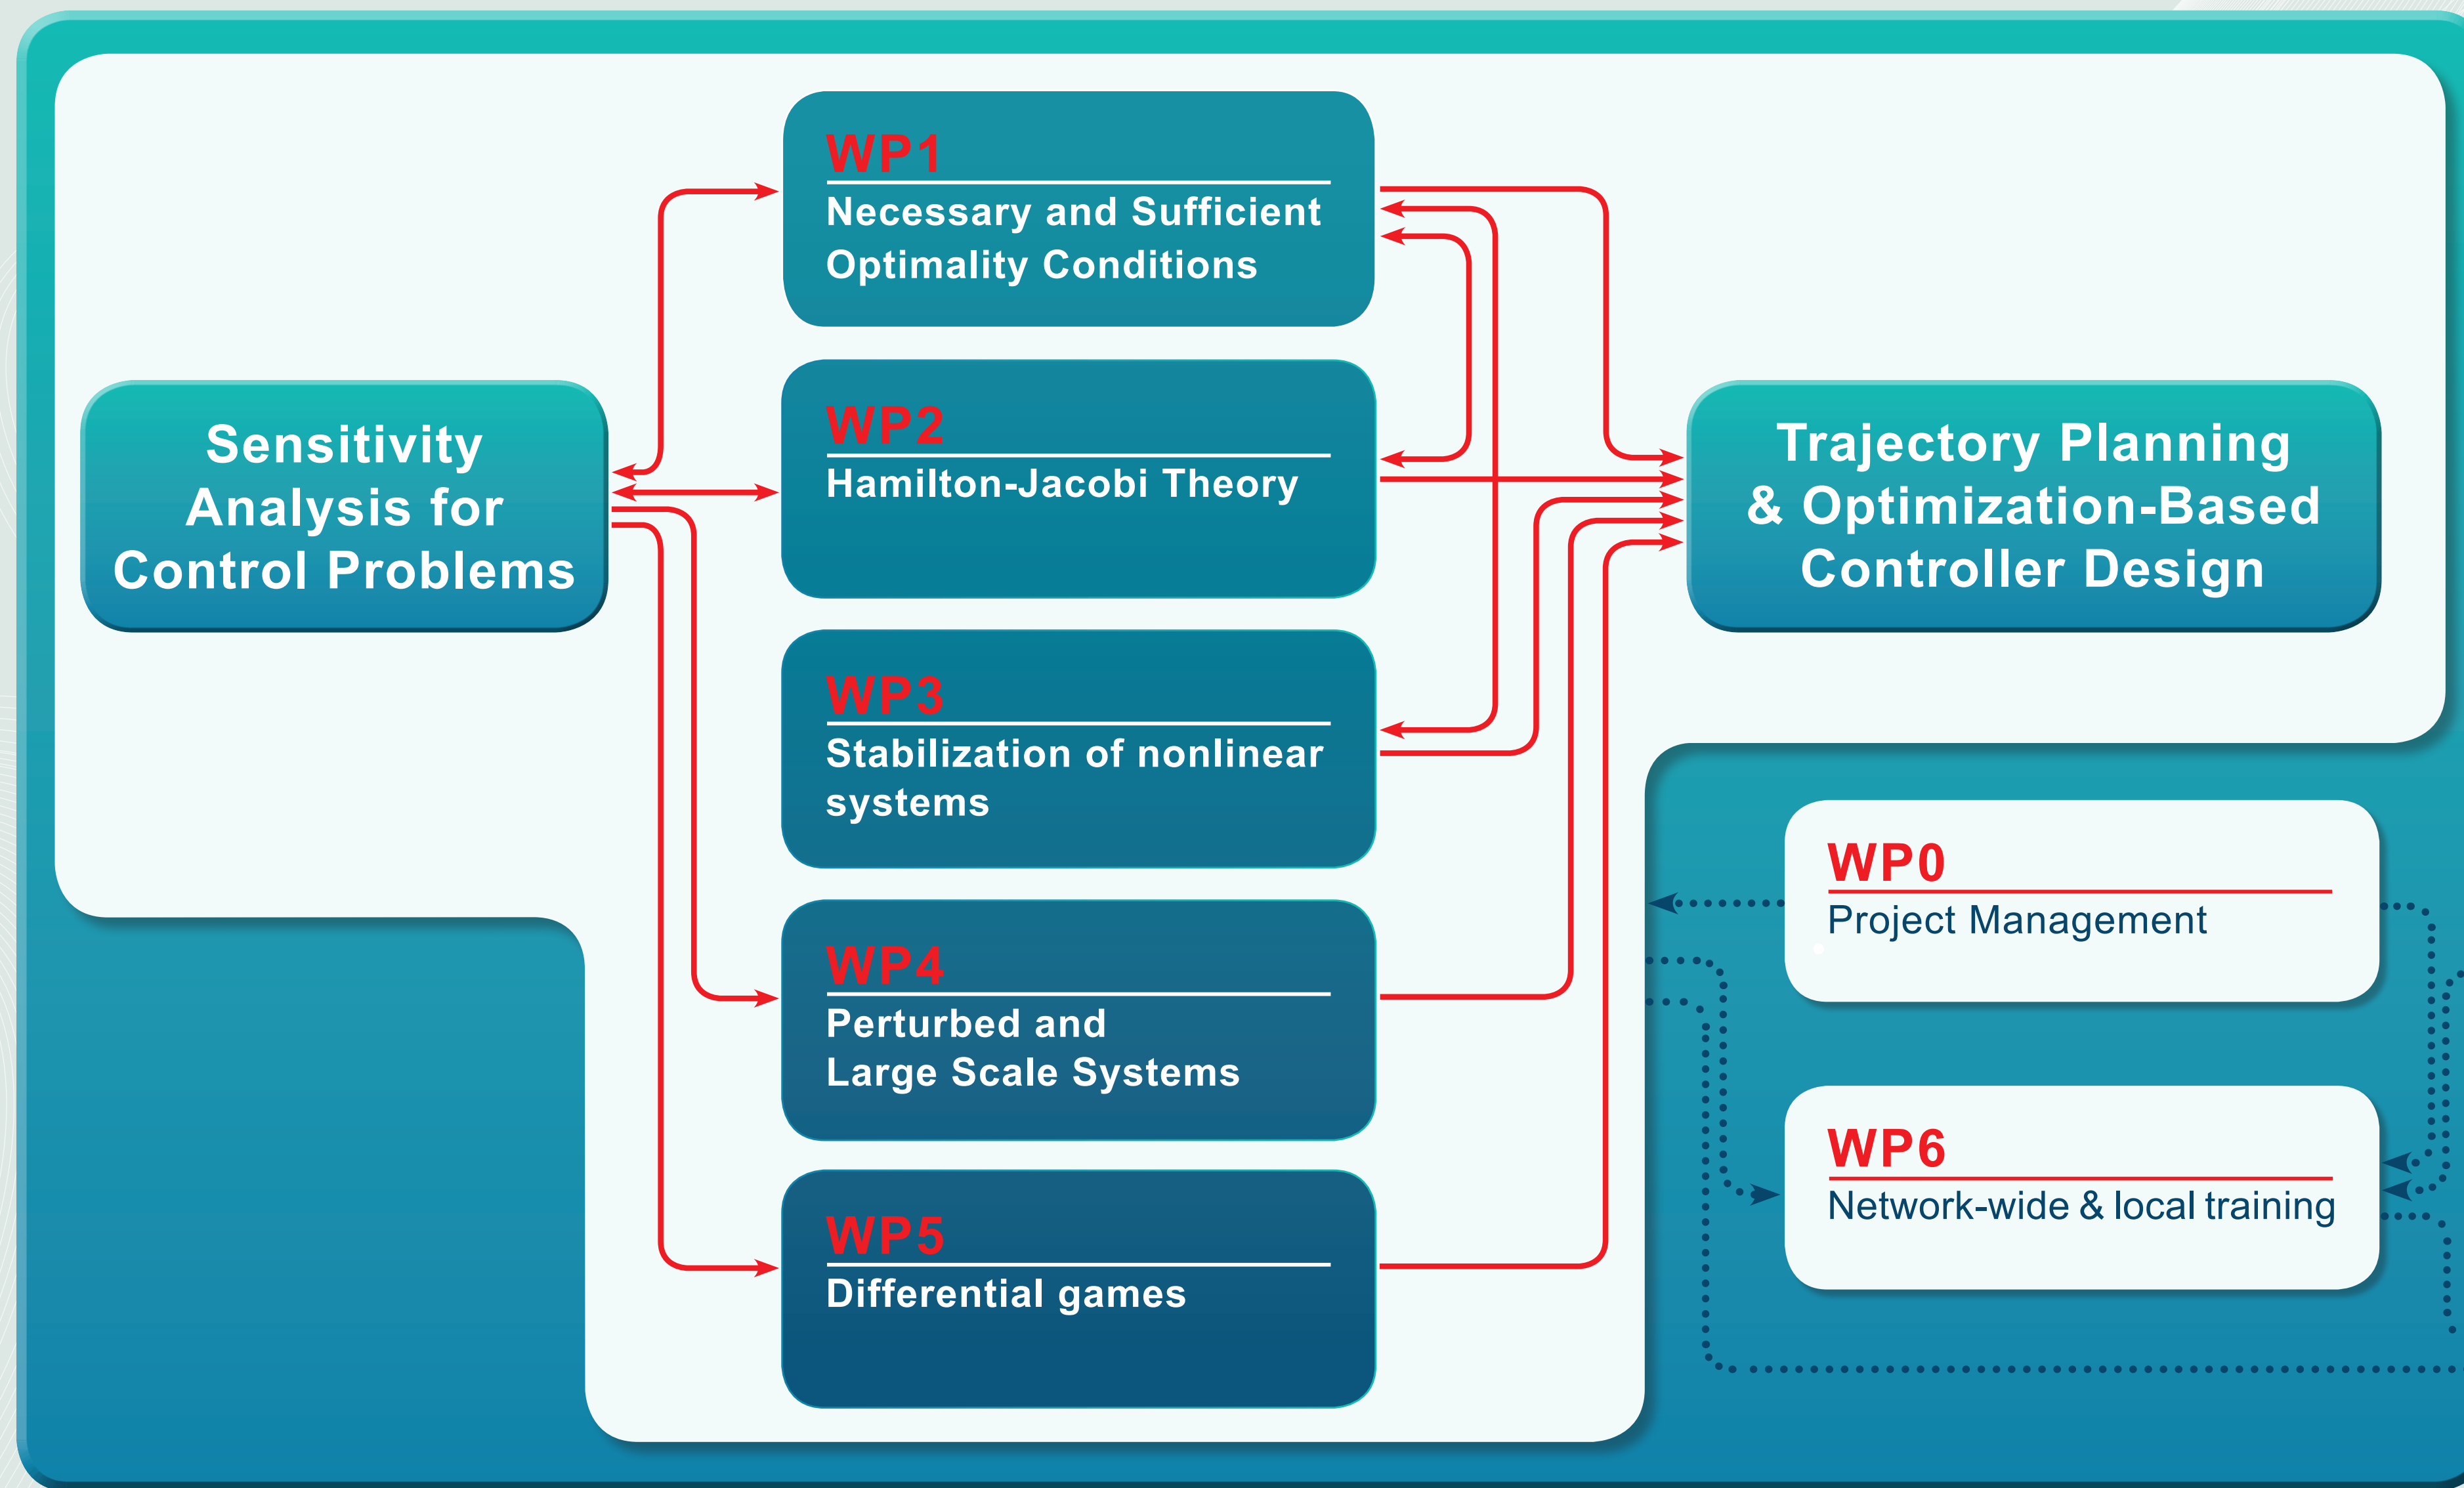 WP1
Necessary and Sufficient
Optimality Conditions
Sensitivity
Analysis for
Control Problems
WP2
Hamilton-Jacobi Theory
Trajectory Planning
& Optimization-Based
Controller Design
WP3
Stabilization of nonlinear
systems
WP0
Project Management
WP4
Perturbed and
Large Scale Systems
WP6
Network-wide & local training
WP5
Differential games